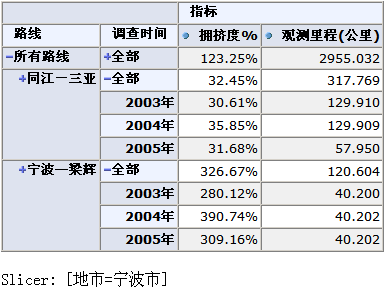 指标
路线 调查时间 拥挤度% 观测里程(公里)
−所有路线 +全部 123.25% 2955.032
+同江一三亚 −全部 32.45% 317.769
2003年 30.61% 129.910
2004年 35.85% 129.909
2005年 31.68% 57.950
+宁波一梁辉 −全部 326.67% 120.604
2003年 280.12% 40.200
2004年 390.74% 40.202
2005年 309.16% 40.202
Slicer: [地市=宁波市]